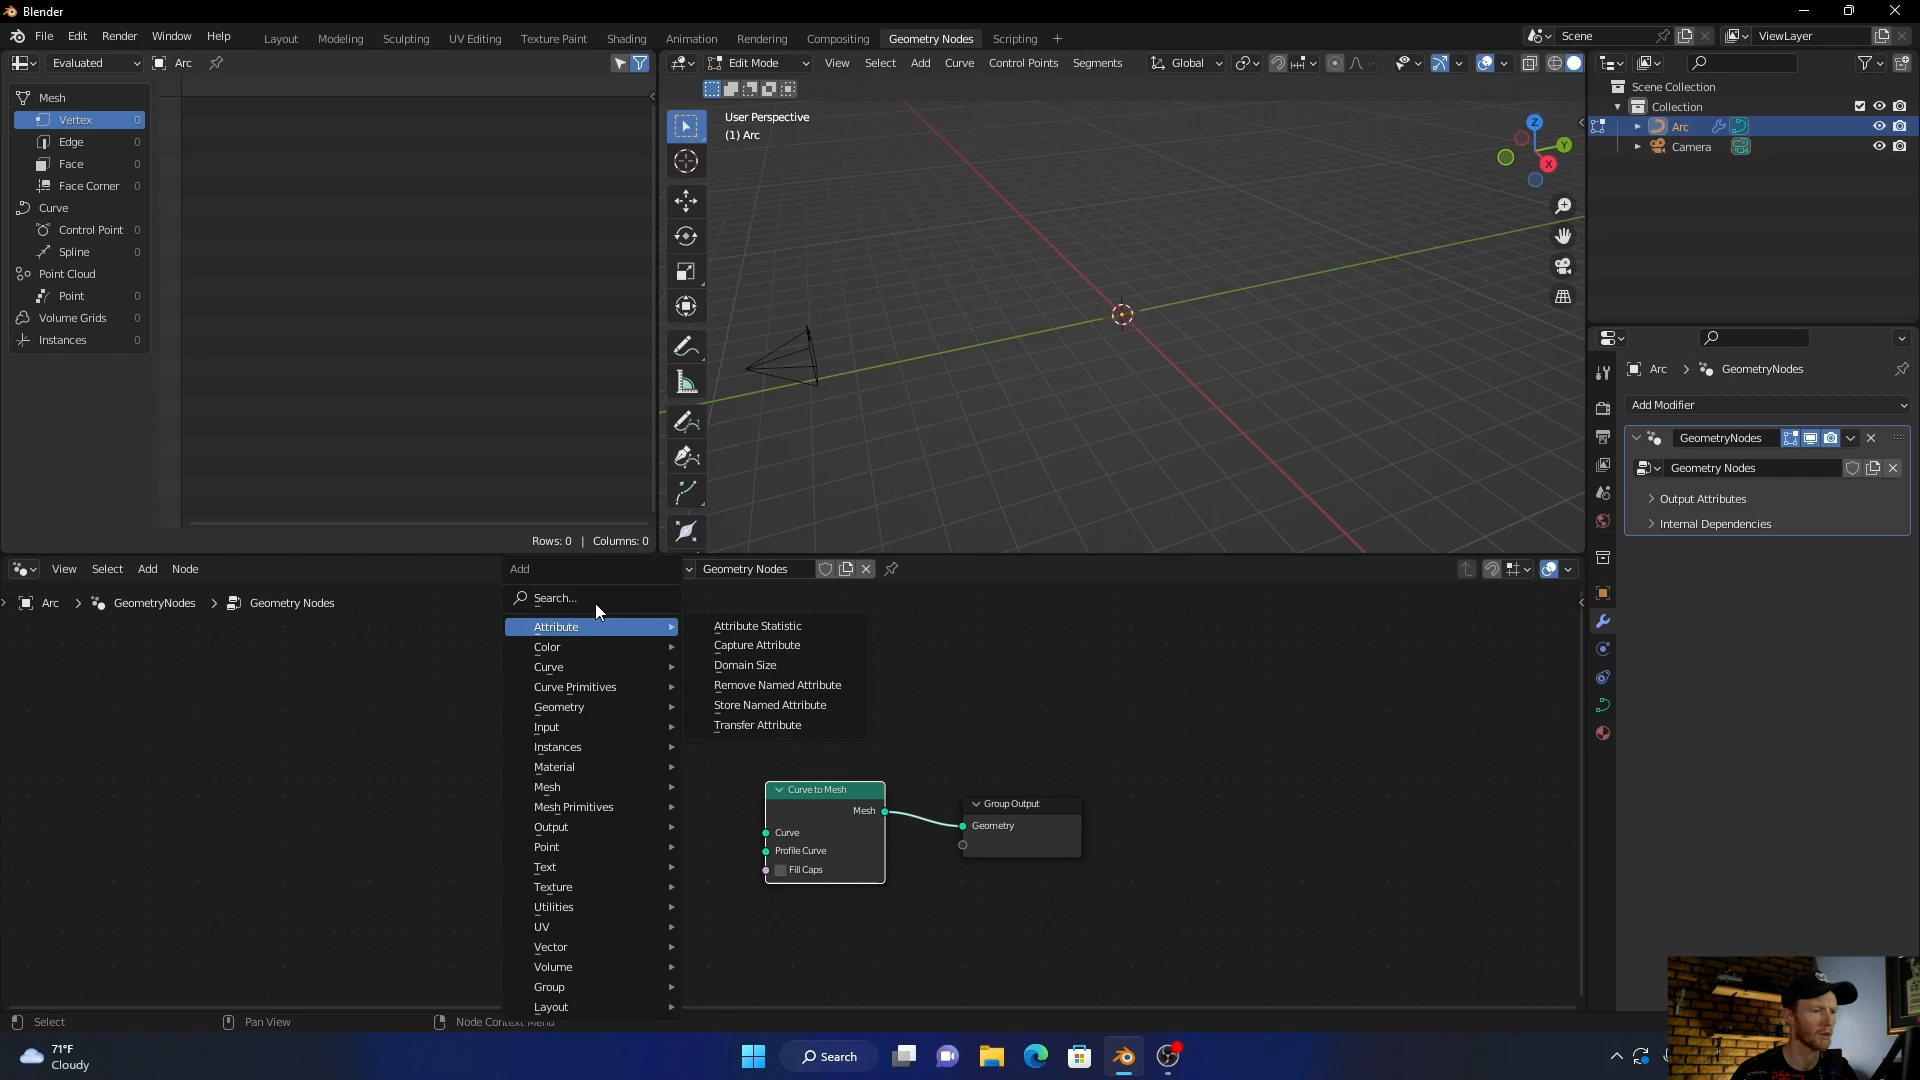 Blender
File Edit Render Window Help
Layout Modeling Sculpting UV Editing Texture Paint Shading Animation Rendering Compositing Geometry Nodes Scripting +
Scene
ViewLayer
Evaluated
Arc
Edit Mode
View Select Add Curve Control Points Segments
Global
Mesh
Vertex 0
Edge 0
Face 0
Face Corner 0
Curve
Control Point 0
Spline 0
Point Cloud
Point 0
Volume Grids 0
Instances 0
Rows: 0 | Columns: 0
User Perspective
(1) Arc
Z
Y
X
Scene Collection
Collection
Arc
Camera
Arc > GeometryNodes
Add Modifier
GeometryNodes
Geometry Nodes
Output Attributes
Internal Dependencies
View Select Add Node
Geometry Nodes
Arc > GeometryNodes > Geometry Nodes
Add
Search...
Attribute
Color
Curve
Curve Primitives
Geometry
Input
Instances
Material
Mesh
Mesh Primitives
Output
Point
Text
Texture
Utilities
UV
Vector
Volume
Group
Layout
Attribute Statistic
Capture Attribute
Domain Size
Remove Named Attribute
Store Named Attribute
Transfer Attribute
Curve to Mesh
Mesh
Curve
Profile Curve
Fill Caps
Group Output
Geometry
Select
Pan View
Node Context Menu
71°F
Cloudy
Search